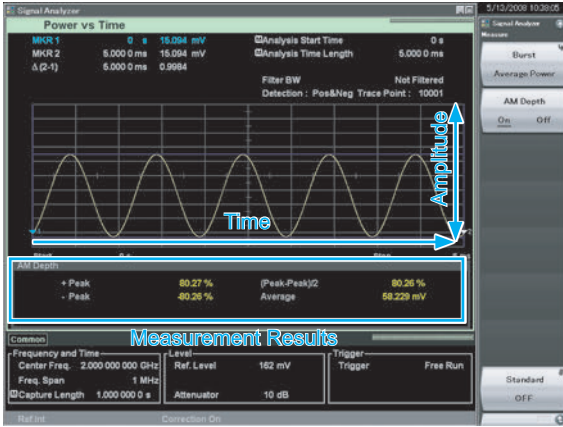 Signal Analyzer
5/13/2008 10:38:05
Power vs Time
MKR 1 0 s 15.094 mV Analysis Start Time 0 s
MKR 2 5.000 0 ms 15.094 mV Analysis Time Length 5.000 0 ms
Δ(2-1) 5.000 0 ms 0.9984
Filter BW Not Filtered
Detection : Pos&Neg Trace Point : 10001
Amplitude
Time
1
2
Start 0 s Stop 5 ms
AM Depth
+ Peak 80.27 % (Peak-Peak)/2 80.26 %
- Peak -80.26 % Average 58.229 mV
Measurement Results
Common
Frequency and Time
Center Freq. 2.000 000 000 GHz
Freq. Span 1 MHz
Capture Length 1.000 000 0 s
Level
Ref. Level 162 mV
Attenuator 10 dB
Trigger
Trigger Free Run
Ref.Int Correction On
Signal Analyzer
Measure
Burst
Average Power
AM Depth
On Off
Standard
OFF